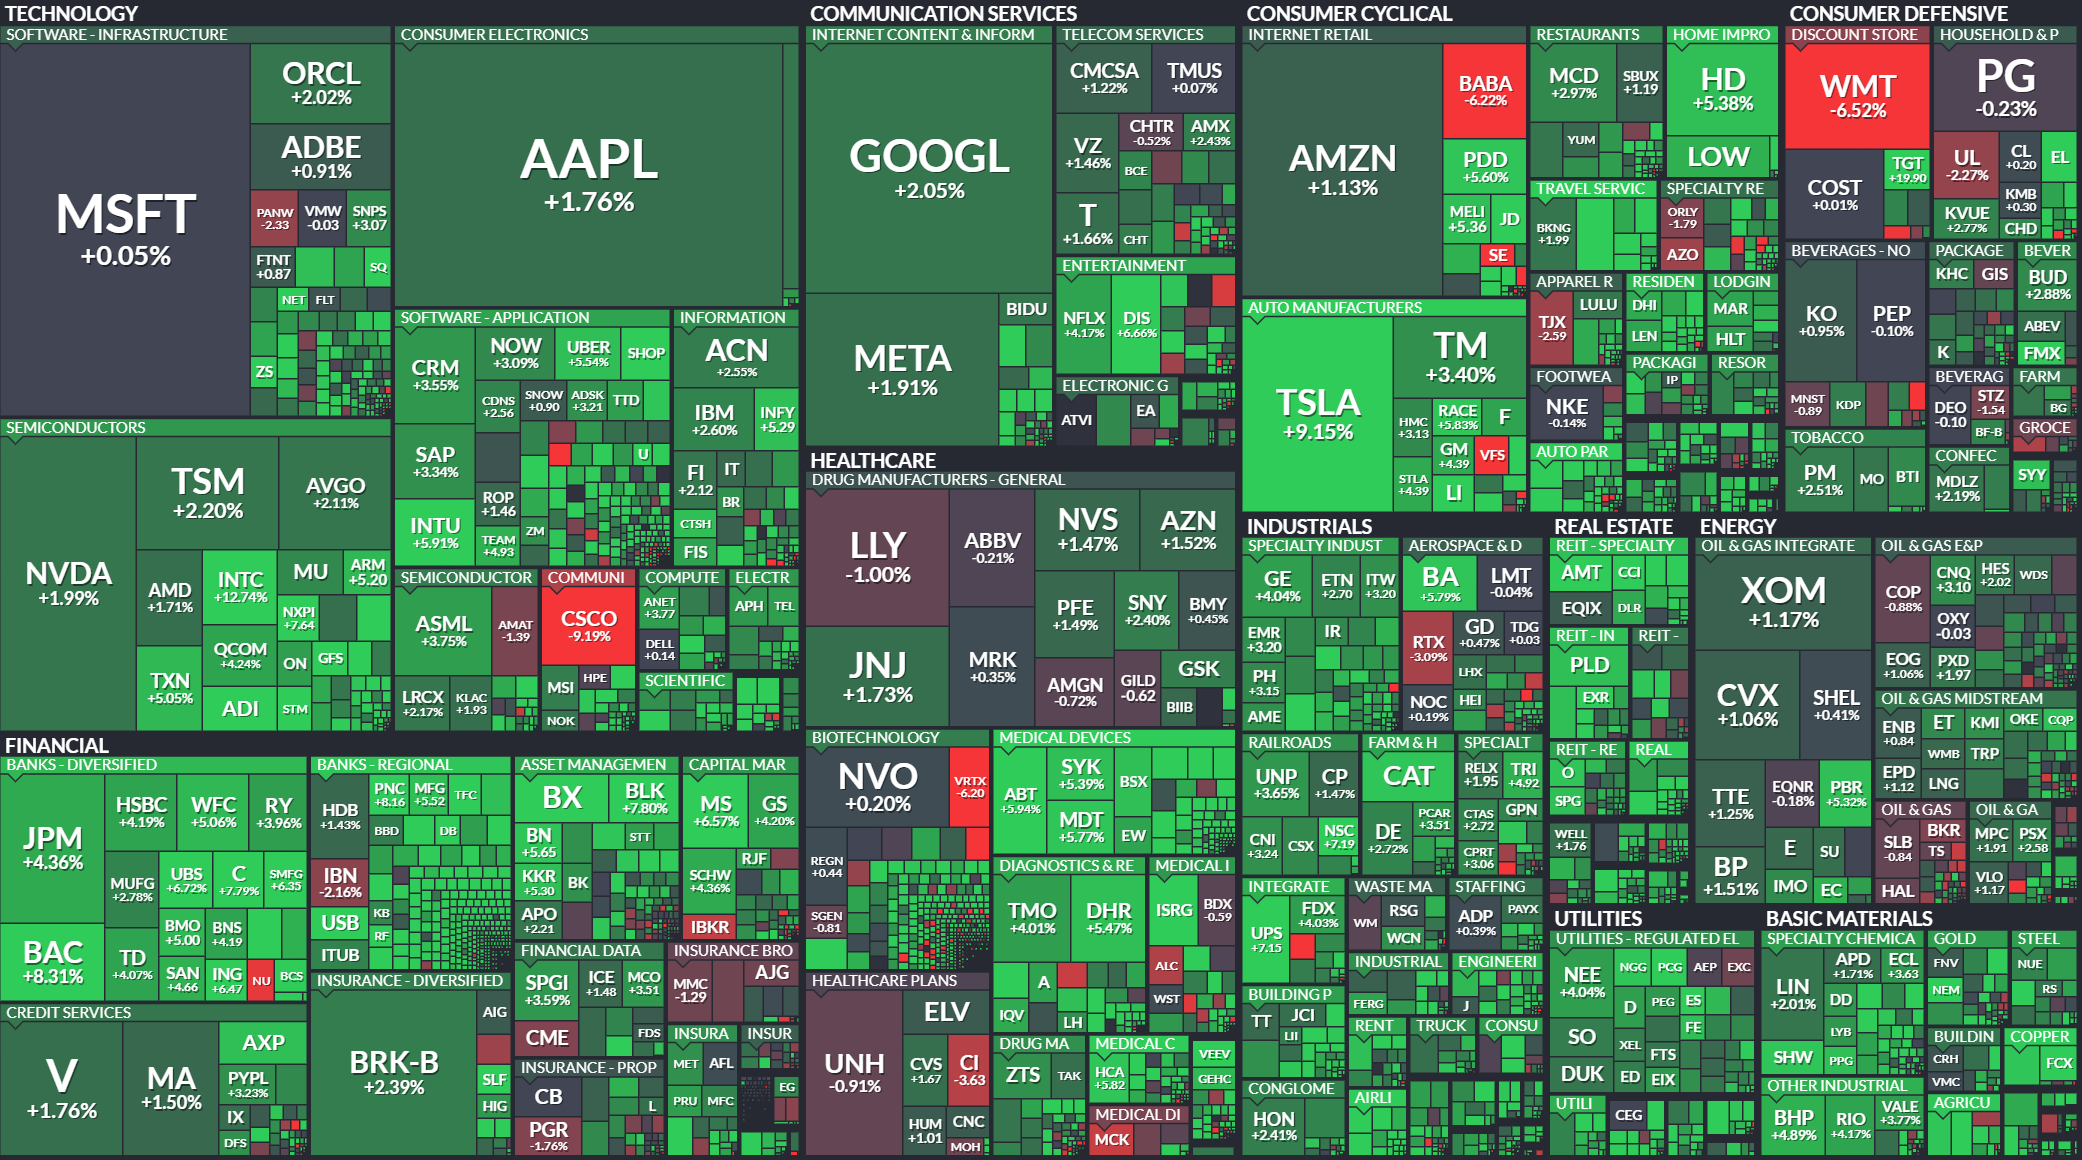 TECHNOLOGY
SOFTWARE - INFRASTRUCTURE
MSFT
+0.05%
ORCL
+2.02%
ADBE
+0.91%
PANW
-2.33
VMW
-0.03
SNPS
+3.07
FTNT
+0.87
SQ
NET
FLT
ZS
CONSUMER ELECTRONICS
AAPL
+1.76%
SEMICONDUCTORS
NVDA
+1.99%
TSM
+2.20%
AVGO
+2.11%
AMD
+1.71%
INTC
+12.74%
MU
ARM
+5.20
NXPI
+7.64
TXN
+5.05%
QCOM
+4.24%
ON
GFS
ADI
STM
SOFTWARE - APPLICATION
CRM
+3.55%
NOW
+3.09%
UBER
+5.54%
SHOP
CDNS
+2.56
SNOW
+0.90
ADSK
+3.21
TTD
SAP
+3.34%
U
INTU
+5.91%
ROP
+1.46
TEAM
+4.93
ZM
INFORMATION
ACN
+2.55%
IBM
+2.60%
INFY
+5.29
FI
+2.12
IT
BR
CTSH
FIS
SEMICONDUCTOR
ASML
+3.75%
AMAT
-1.39
LRCX
+2.17%
KLAC
+1.93
COMMUNI
CSCO
-9.19%
MSI
HPE
NOK
COMPUTE
ANET
+3.77
DELL
+0.14
ELECTR
APH
TEL
SCIENTIFIC
FINANCIAL
BANKS - DIVERSIFIED
JPM
+4.36%
HSBC
+4.19%
WFC
+5.06%
RY
+3.96%
MUFG
+2.78%
UBS
+6.72%
C
+7.79%
SMFG
+6.35
BAC
+8.31%
TD
+4.07%
BMO
+5.00
BNS
+4.19
SAN
+4.66
ING
+6.47
NU
BCS
BANKS - REGIONAL
HDB
+1.43%
PNC
+8.16
MFG
+5.52
TFC
BBD
DB
IBN
-2.16%
USB
KB
RF
ITUB
ASSET MANAGEMEN
BX
BLK
+7.80%
BN
+5.65
STT
KKR
+5.30
BK
APO
+2.21
CAPITAL MAR
MS
+6.57%
GS
+4.20%
SCHW
+4.36%
RJF
IBKR
CREDIT SERVICES
V
+1.76%
MA
+1.50%
AXP
PYPL
+3.23%
IX
DFS
INSURANCE - DIVERSIFIED
BRK-B
+2.39%
AIG
SLF
HIG
FINANCIAL DATA
SPGI
+3.59%
ICE
+1.48
MCO
+3.51
CME
FDS
INSURANCE BRO
MMC
-1.29
AJG
INSURANCE - PROP
CB
PGR
-1.76%
L
INSURA
MET
AFL
PRU
MFC
INSUR
EG
COMMUNICATION SERVICES
INTERNET CONTENT & INFORM
GOOGL
+2.05%
META
+1.91%
BIDU
TELECOM SERVICES
CMCSA
+1.22%
TMUS
+0.07%
VZ
+1.46%
CHTR
-0.52%
AMX
+2.43%
BCE
T
+1.66%
CHT
ENTERTAINMENT
NFLX
+4.17%
DIS
+6.66%
ELECTRONIC G
ATVI
EA
HEALTHCARE
DRUG MANUFACTURERS - GENERAL
LLY
-1.00%
ABBV
-0.21%
NVS
+1.47%
AZN
+1.52%
JNJ
+1.73%
MRK
+0.35%
PFE
+1.49%
SNY
+2.40%
BMY
+0.45%
AMGN
-0.72%
GILD
-0.62
GSK
BIIB
BIOTECHNOLOGY
NVO
+0.20%
VRTX
-6.20
REGN
+0.44
SGEN
-0.81
MEDICAL DEVICES
ABT
+5.94%
SYK
+5.39%
BSX
MDT
+5.77%
EW
DIAGNOSTICS & RE
TMO
+4.01%
DHR
+5.47%
A
IQV
LH
MEDICAL I
ISRG
BDX
-0.59
ALC
WST
HEALTHCARE PLANS
UNH
-0.91%
ELV
CVS
+1.67
CI
-3.63
HUM
+1.01
CNC
MOH
DRUG MA
ZTS
TAK
MEDICAL C
HCA
+5.82
VEEV
GEHC
MEDICAL DI
MCK
CONSUMER CYCLICAL
INTERNET RETAIL
AMZN
+1.13%
BABA
-6.22%
PDD
+5.60%
MELI
+5.36
JD
SE
AUTO MANUFACTURERS
TSLA
+9.15%
TM
+3.40%
HMC
+3.13
RACE
+5.83%
F
GM
+4.39
VFS
STLA
+4.39
LI
RESTAURANTS
MCD
+2.97%
SBUX
+1.19
YUM
HOME IMPRO
HD
+5.38%
LOW
TRAVEL SERVIC
BKNG
+1.99
SPECIALTY RE
ORLY
-1.79
AZO
APPAREL R
TJX
-2.59
LULU
RESIDEN
DHI
LEN
LODGIN
MAR
HLT
FOOTWEA
NKE
-0.14%
PACKAGI
IP
RESOR
AUTO PAR
CONSUMER DEFENSIVE
DISCOUNT STORE
WMT
-6.52%
COST
+0.01%
TGT
+19.90
HOUSEHOLD & P
PG
-0.23%
UL
-2.27%
CL
+0.20
EL
KMB
+0.30
KVUE
+2.77%
CHD
BEVERAGES - NO
KO
+0.95%
PEP
-0.10%
MNST
-0.89
KDP
PACKAGE
KHC
GIS
K
BEVER
BUD
+2.88%
ABEV
FMX
BEVERAG
DEO
-0.10
STZ
-1.54
BF-B
FARM
BG
GROCE
TOBACCO
PM
+2.51%
MO
BTI
CONFEC
MDLZ
+2.19%
SYY
INDUSTRIALS
SPECIALTY INDUST
GE
+4.04%
ETN
+2.70
ITW
+3.20
EMR
+3.20
IR
PH
+3.15
AME
AEROSPACE & D
BA
+5.79%
LMT
-0.04%
RTX
-3.09%
GD
+0.47%
TDG
+0.03
LHX
NOC
+0.19%
HEI
RAILROADS
UNP
+3.65%
CP
+1.47%
CNI
+3.24
CSX
NSC
+7.19
FARM & H
CAT
DE
+2.72%
PCAR
+3.51
SPECIALT
RELX
+1.95
TRI
+4.92
CTAS
+2.72
GPN
CPRT
+3.06
INTEGRATE
UPS
+7.15
FDX
+4.03%
WASTE MA
WM
RSG
WCN
STAFFING
ADP
+0.39%
PAYX
BUILDING P
TT
JCI
LII
INDUSTRIAL
FERG
ENGINEERI
J
RENT
TRUCK
CONSU
CONGLOME
HON
+2.41%
AIRLI
REAL ESTATE
REIT - SPECIALTY
AMT
CCI
EQIX
DLR
REIT - IN
PLD
EXR
REIT -
REIT - RE
O
SPG
REAL
WELL
+1.76
ENERGY
OIL & GAS INTEGRATE
XOM
+1.17%
CVX
+1.06%
SHEL
+0.41%
TTE
+1.25%
EQNR
-0.18%
PBR
+5.32%
BP
+1.51%
E
SU
IMO
EC
OIL & GAS E&P
COP
-0.88%
CNQ
+3.10
HES
+2.02
WDS
OXY
-0.03
EOG
+1.06%
PXD
+1.97
OIL & GAS MIDSTREAM
ENB
+0.84
ET
KMI
OKE
CQP
WMB
TRP
EPD
+1.12
LNG
OIL & GAS
SLB
-0.84
BKR
TS
HAL
OIL & GA
MPC
+1.91
PSX
+2.58
VLO
+1.17
UTILITIES
UTILITIES - REGULATED EL
NEE
+4.04%
NGG
PCG
AEP
EXC
D
PEG
ES
SO
FE
XEL
FTS
DUK
ED
EIX
UTILI
CEG
BASIC MATERIALS
SPECIALTY CHEMICA
LIN
+2.01%
APD
+1.71%
ECL
+3.63
DD
LYB
SHW
PPG
GOLD
FNV
NEM
STEEL
NUE
RS
BUILDIN
CRH
VMC
COPPER
FCX
OTHER INDUSTRIAL
BHP
+4.89%
RIO
+4.17%
VALE
+3.77%
AGRICU